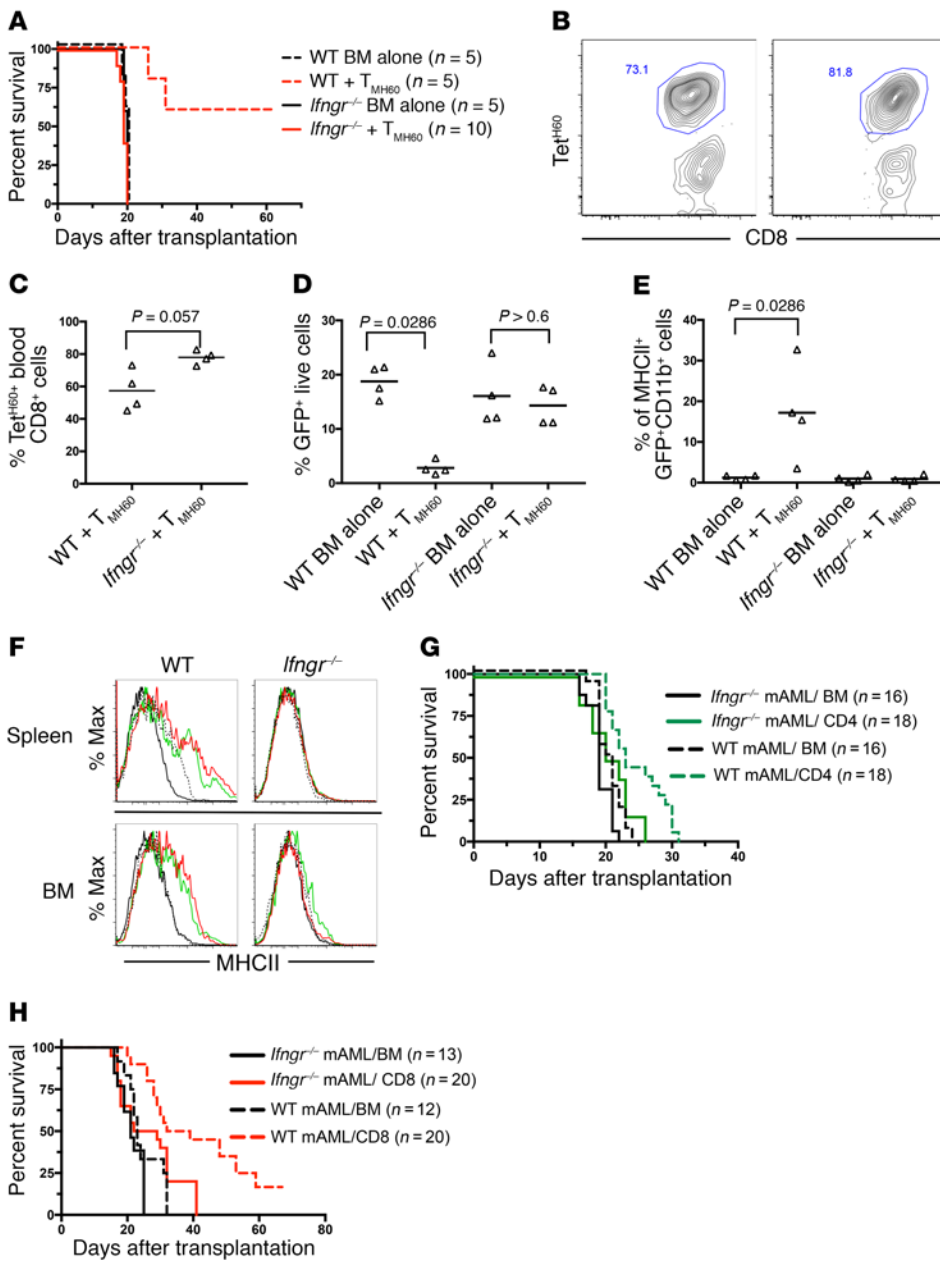 A
Percent survival
100
75
50
25
0
20
40
60
Days after transplantation
WT BM alone (n = 5)
WT + TMH60 (n = 5)
Ifngr–/– BM alone (n = 5)
Ifngr–/– + TMH60 (n = 10)
B
TetH60
73.1
81.8
CD8
C
% TetH60+ blood
CD8+ cells
P = 0.057
100
80
60
40
20
0
WT + TMH60
Ifngr–/– + TMH60
D
% GFP+ live cells
P = 0.0286
P > 0.6
30
20
10
0
WT BM alone
WT + TMH60
Ifngr–/– BM alone
Ifngr–/– + TMH60
E
% of MHCII+
GFP+CD11b+ cells
P = 0.0286
40
30
20
10
0
WT BM alone
WT + TMH60
Ifngr–/– BM alone
Ifngr–/– + TMH60
F
WT
Ifngr–/–
Spleen
% Max
BM
% Max
MHCII
G
Percent survival
100
75
50
25
0
0
10
20
30
40
Days after transplantation
Ifngr–/– mAML/ BM (n = 16)
Ifngr–/– mAML/ CD4 (n = 18)
WT mAML/ BM (n = 16)
WT mAML/CD4 (n = 18)
H
Percent survival
100
75
50
25
0
0
20
40
60
80
Days after transplantation
Ifngr–/– mAML/BM (n = 13)
Ifngr–/– mAML/ CD8 (n = 20)
WT mAML/BM (n = 12)
WT mAML/CD8 (n = 20)